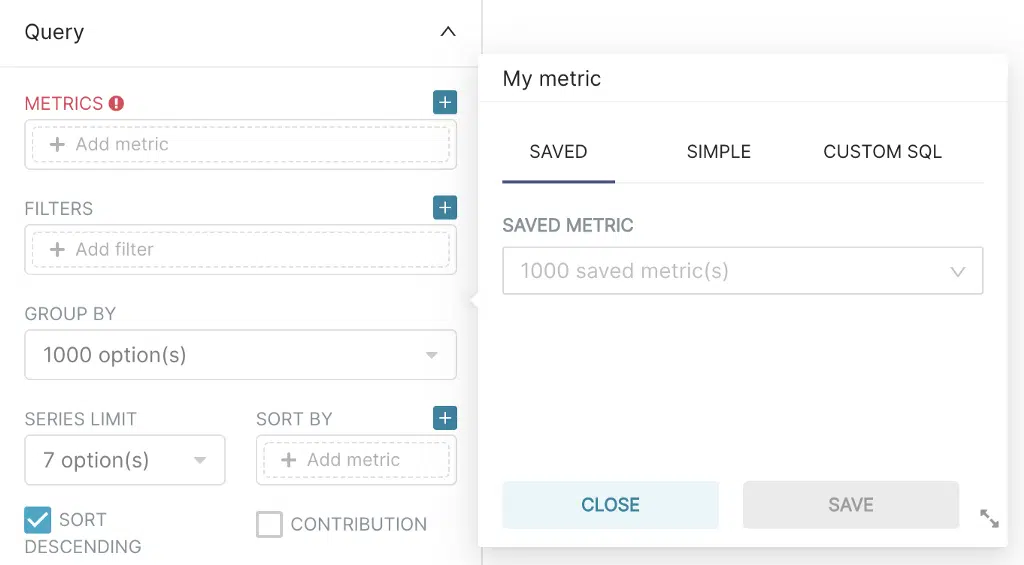 Query
METRICS
Add metric
FILTERS
Add filter
GROUP BY
1000 option(s)
SERIES LIMIT
SORT BY
7 option(s)
Add metric
SORT
DESCENDING
CONTRIBUTION
My metric
SAVED
SIMPLE
CUSTOM SQL
SAVED METRIC
1000 saved metric(s)
CLOSE
SAVE